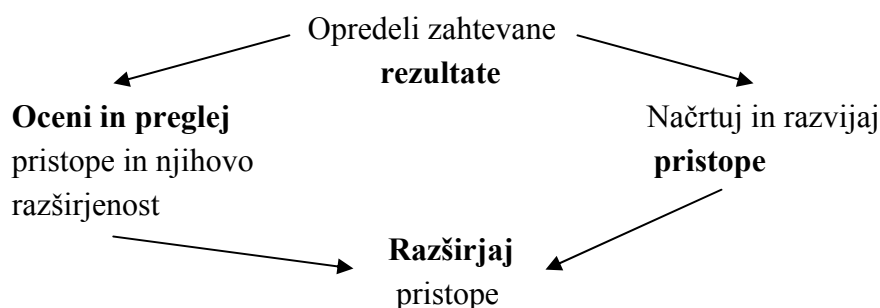 Opredeli zahtevane
rezultate
Oceni in preglej
pristope in njihovo
razširjenost
Načrtuj in razvijaj
pristope
Razširjaj
pristope